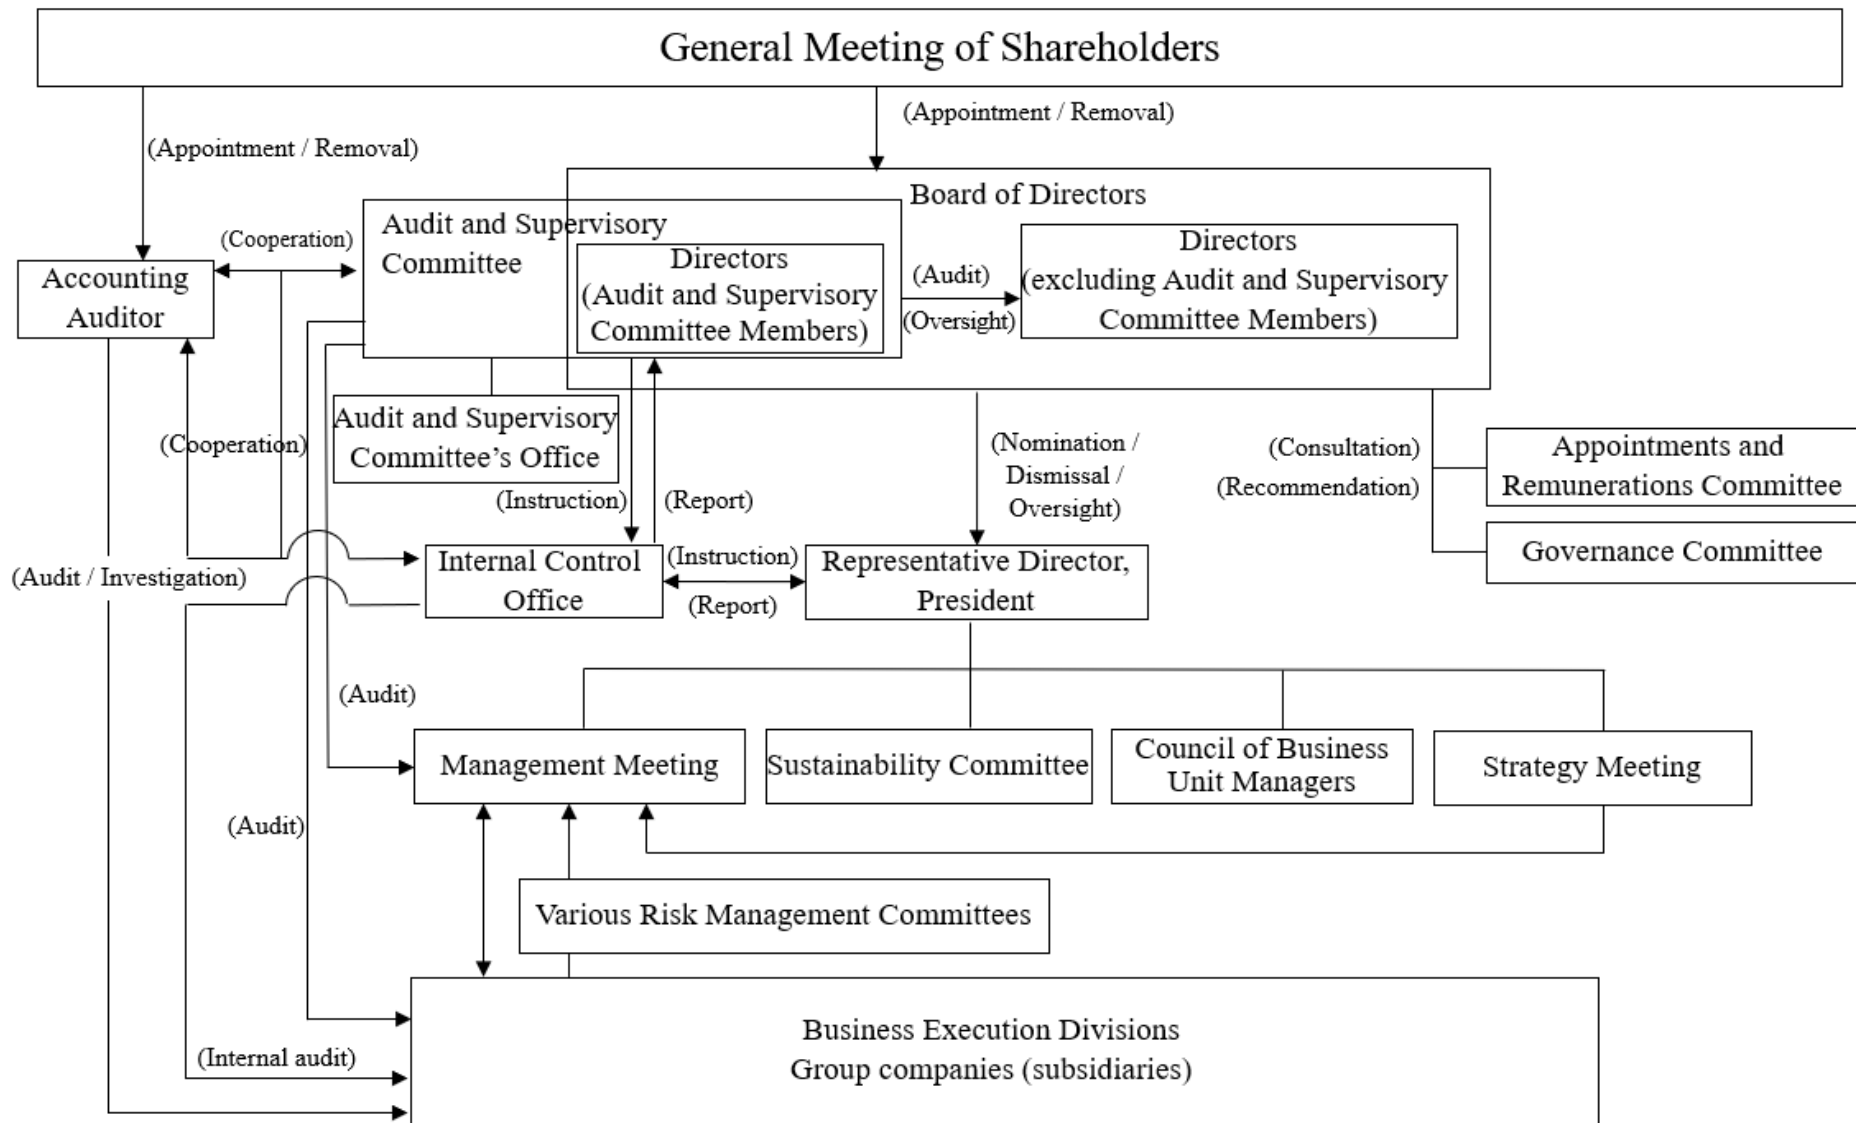 General Meeting of Shareholders
(Appointment / Removal)
(Appointment / Removal)
Board of Directors
Audit and Supervisory
Committee
(Cooperation)
Directors
(Audit and Supervisory
Committee Members)
(Audit)
(Oversight)
Directors
(excluding Audit and Supervisory
Committee Members)
Accounting
Auditor
Audit and Supervisory
Committee’s Office
(Cooperation)
(Instruction)
(Report)
(Nomination /
Dismissal /
Oversight)
(Consultation)
(Recommendation)
Appointments and
Remunerations Committee
Governance Committee
(Audit / Investigation)
Internal Control
Office
(Instruction)
(Report)
Representative Director,
President
(Audit)
Management Meeting
Sustainability Committee
Council of Business
Unit Managers
Strategy Meeting
(Audit)
Various Risk Management Committees
(Internal audit)
Business Execution Divisions
Group companies (subsidiaries)